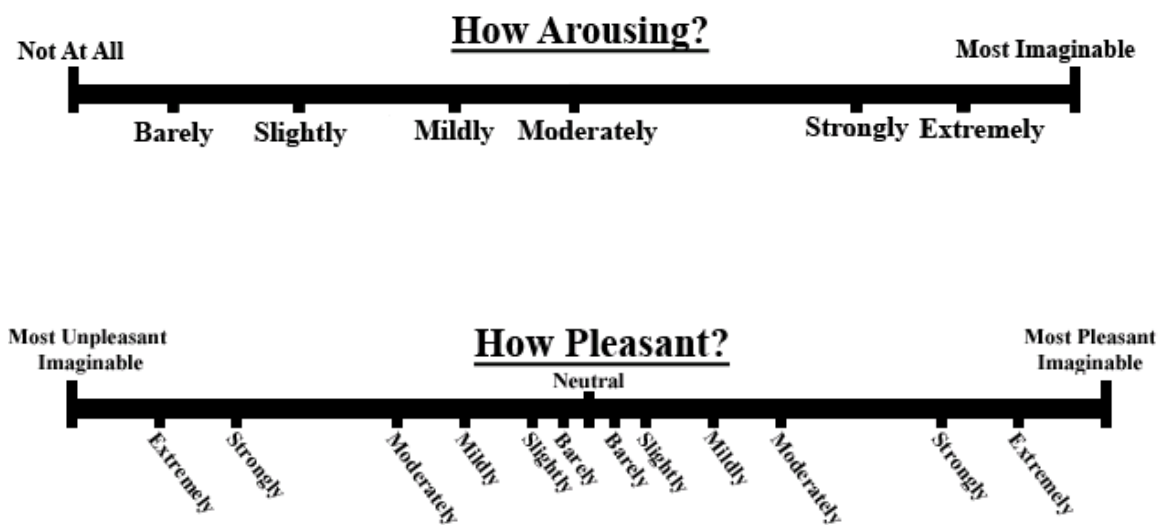 How Arousing?
Not At All
Most Imaginable
Barely
Slightly
Mildly
Moderately
Strongly
Extremely
How Pleasant?
Most Unpleasant
Imaginable
Neutral
Most Pleasant
Imaginable
Extremely
Strongly
Moderately
Mildly
Slightly
Barely
Barely
Slightly
Mildly
Moderately
Strongly
Extremely